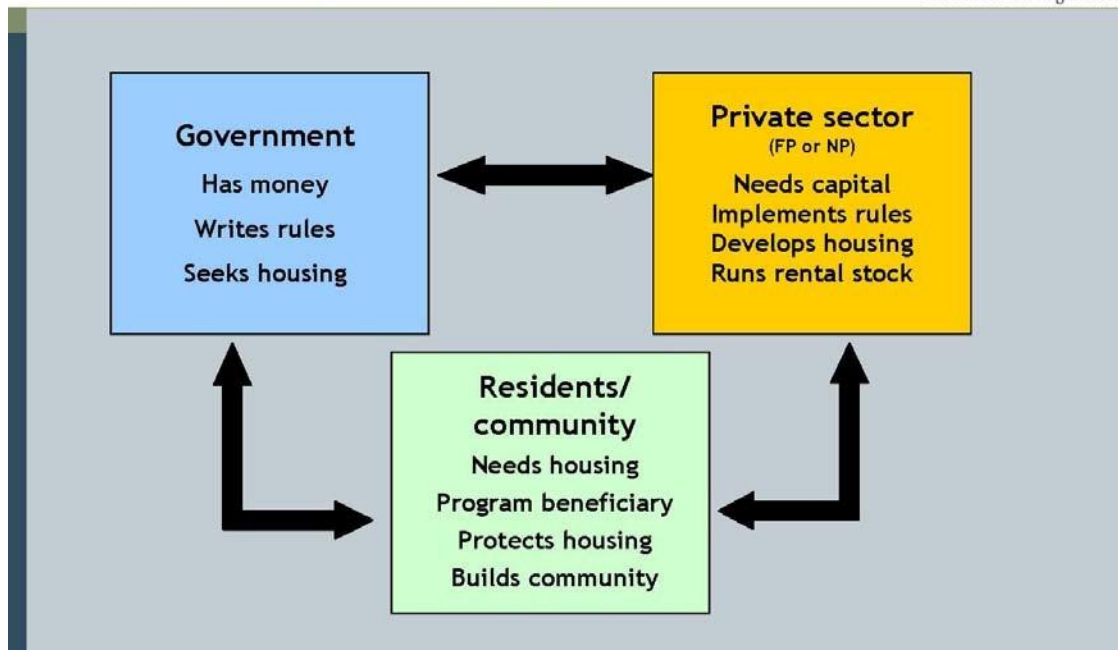 Government
Has money
Writes rules
Seeks housing
Private sector
(FP or NP)
Needs capital
Implements rules
Develops housing
Runs rental stock
Residents/
community
Needs housing
Program beneficiary
Protects housing
Builds community